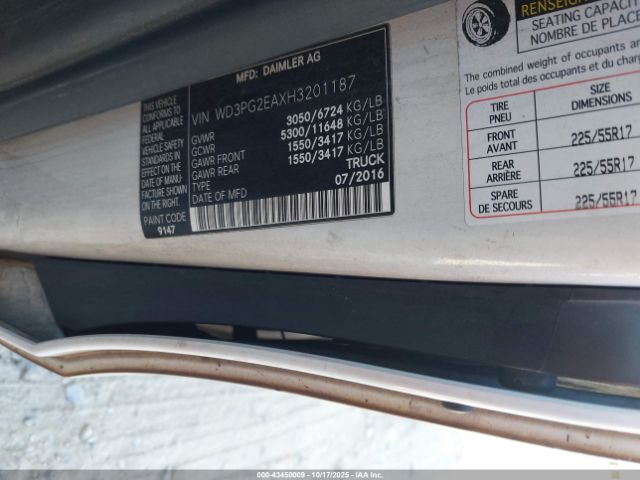 MFD: DAIMLER AG
THIS VEHICLE
CONFORMS TO
ALL APPLICABLE
FEDERAL
VEHICLE SAFETY
STANDARDS IN
EFFECT ON THE
DATE OF MANU-
FACTURE SHOWN
ON THE RIGHT.
PAINT CODE
9147
VIN WD3PG2EAXH3201187
GVWR 3050/6724 KG/LB
GCWR 5300/11648 KG/LB
GAWR FRONT 1550/3417 KG/LB
GAWR REAR 1550/3417 KG/LB
TYPE TRUCK
DATE OF MFD 07/2016
SEATING CAPACI
NOMBRE DE PLACE
The combined weight of occupants an
Le poids total des occupants et du c
TIRE
PNEU
SIZE
DIMENSIONS
FRONT
AVANT
225/55R17
REAR
ARRIÈRE
225/55R17
SPARE
DE SECOURS
225/55R17
000-43450009 - 10/17/2025 - IAA Inc.